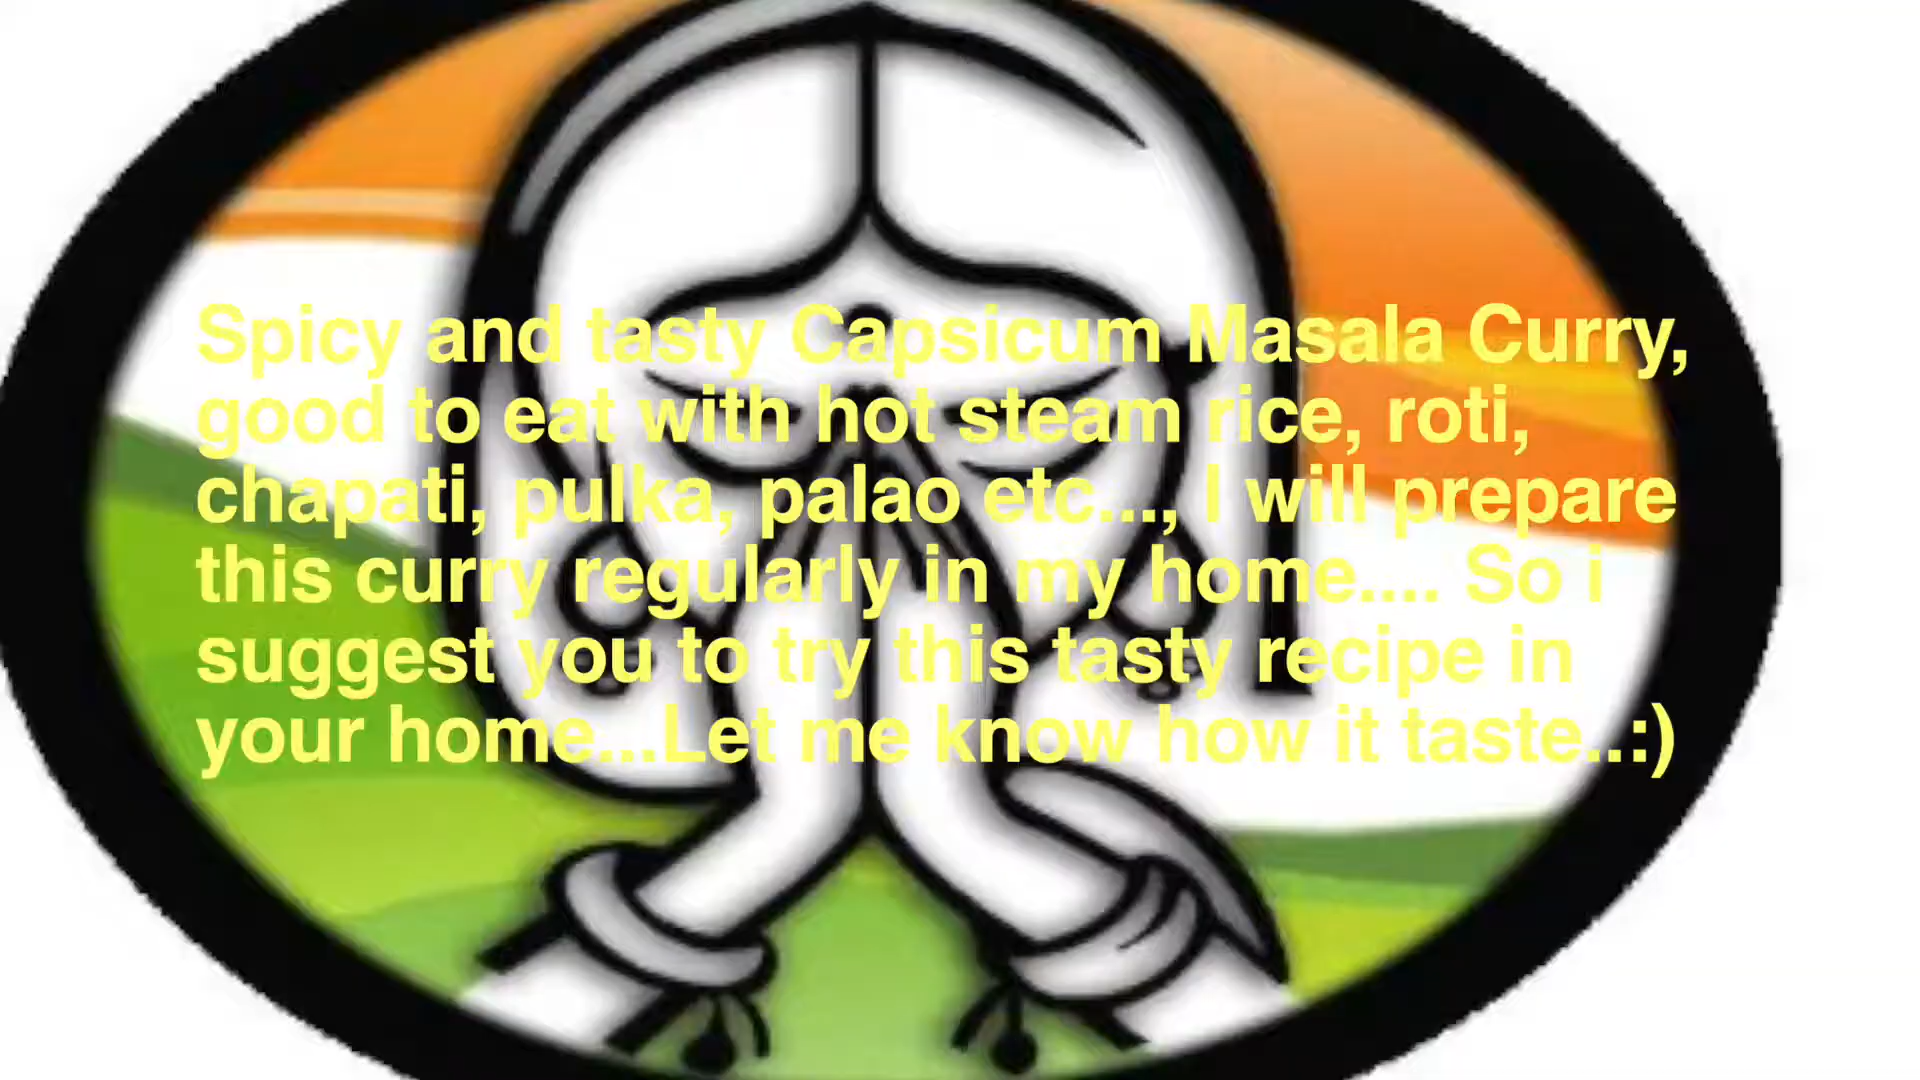 Spicy and tasty Capsicum Masala Curry,
good to eat with hot steam rice, roti,
chapati, pulka, palao etc..., I will prepare
this curry regularly in my home.... So i
suggest you to try this tasty recipe in
your home...Let me know how it taste..:)